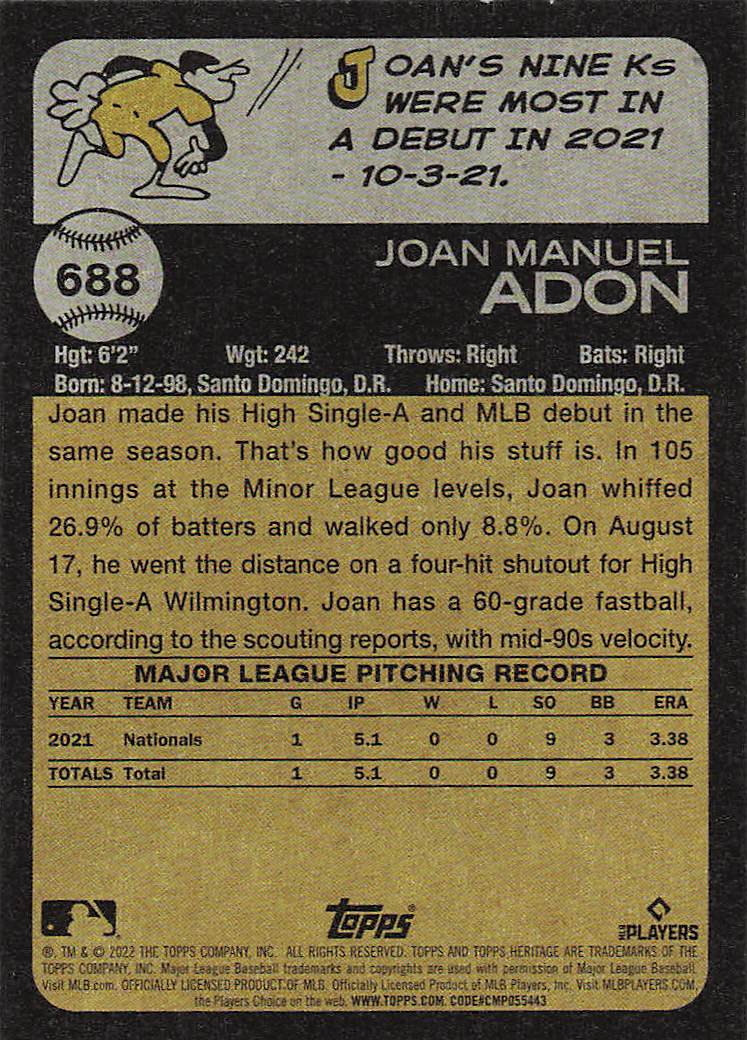 JOAN'S NINE Ks
WERE MOST IN
A DEBUT IN 2021
- 10-3-21.
688
JOAN MANUEL
ADON
Hgt: 6'2" Wgt: 242 Throws: Right Bats: Right
Born: 8-12-98, Santo Domingo, D.R. Home: Santo Domingo, D.R.
Joan made his High Single-A and MLB debut in the
same season. That's how good his stuff is. In 105
innings at the Minor League levels, Joan whiffed
26.9% of batters and walked only 8.8%. On August
17, he went the distance on a four-hit shutout for High
Single-A Wilmington. Joan has a 60-grade fastball,
according to the scouting reports, with mid-90s velocity.
MAJOR LEAGUE PITCHING RECORD
YEAR TEAM G IP W L SO BB ERA
2021 Nationals 1 5.1 0 0 9 3 3.38
TOTALS Total 1 5.1 0 0 9 3 3.38
Topps®
MLB PLAYERS
®, TM & © 2022 THE TOPPS COMPANY, INC. ALL RIGHTS RESERVED. TOPPS AND TOPPS HERITAGE ARE TRADEMARKS OF THE
TOPPS COMPANY, INC. Major League Baseball trademarks and copyrights are used with permission of Major League Baseball.
Visit MLB.com. OFFICIALLY LICENSED PRODUCT OF MLB. Officially Licensed Product of MLB Players, Inc. Visit MLBPLAYERS.COM,
the Players Choice on the web. WWW.TOPPS.COM. CODE#CMP055443